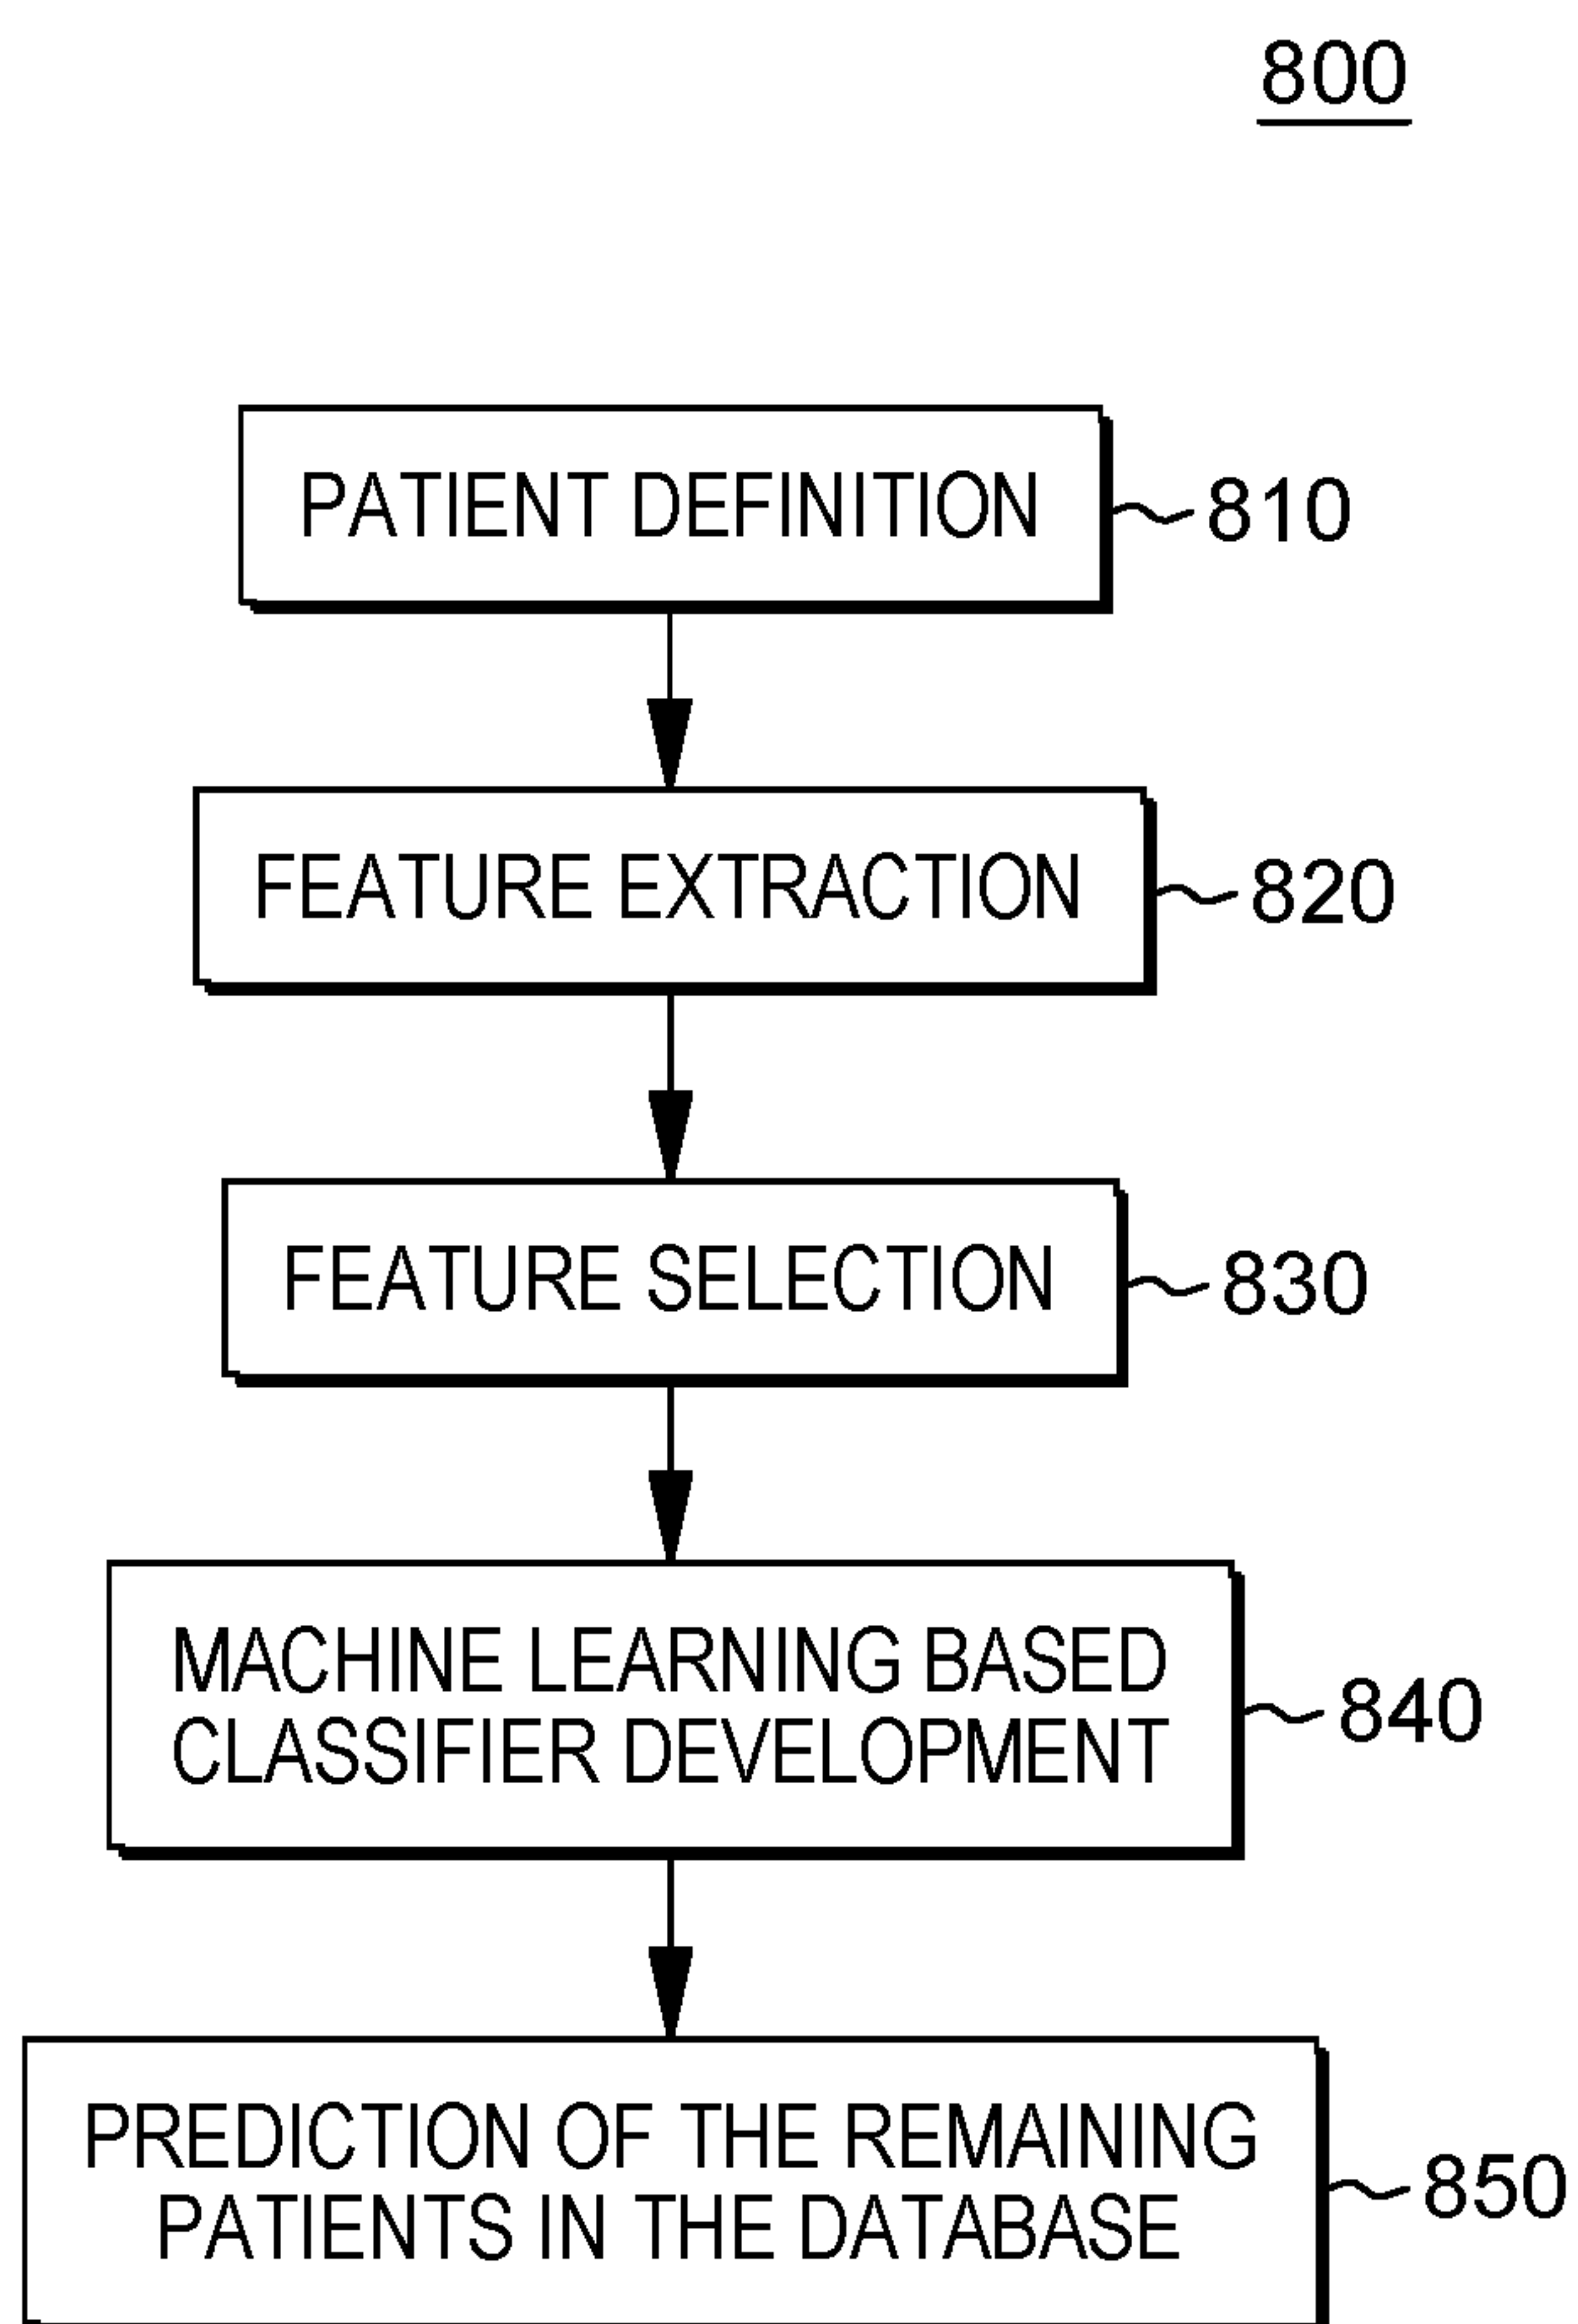 800
PATIENT DEFINITION
810
FEATURE EXTRACTION
820
FEATURE SELECTION
830
MACHINE LEARNING BASED
CLASSIFIER DEVELOPMENT
840
PREDICTION OF THE REMAINING
PATIENTS IN THE DATABASE
850